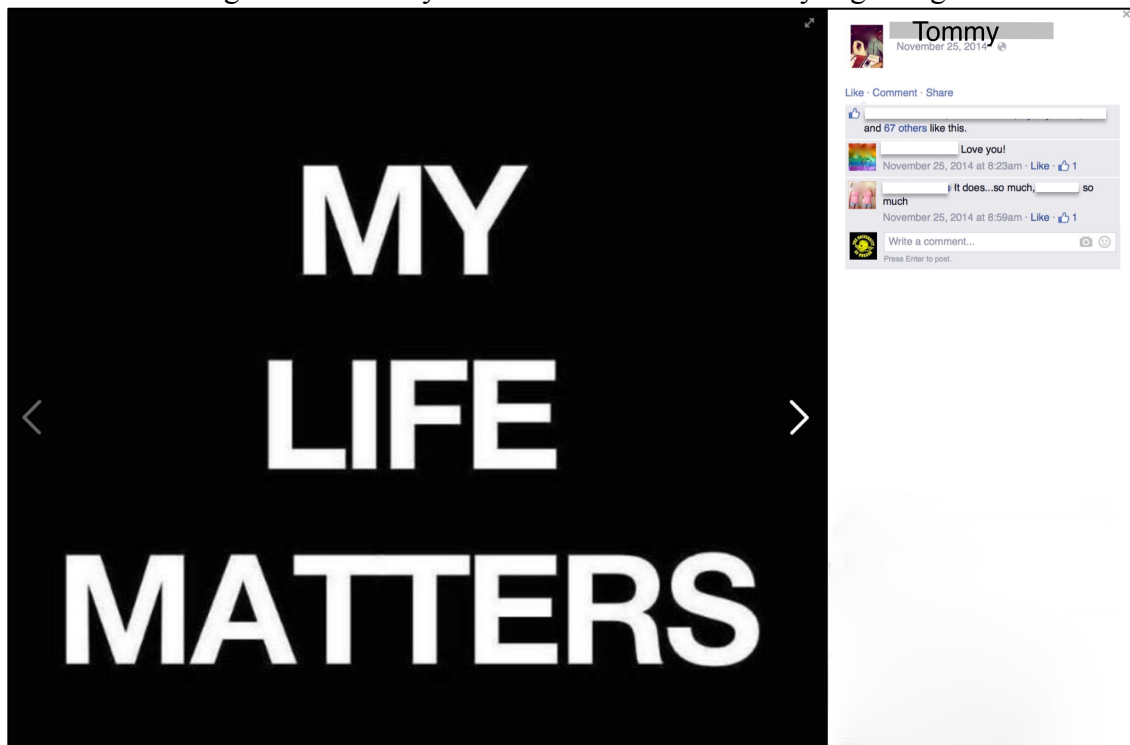 MY
LIFE
MATTERS
Tommy
November 25, 2014
Like · Comment · Share
and 67 others like this.
Love you!
November 25, 2014 at 8:23am · Like · 1
It does...so much, so
much
November 25, 2014 at 8:59am · Like · 1
Write a comment...
Press Enter to post.